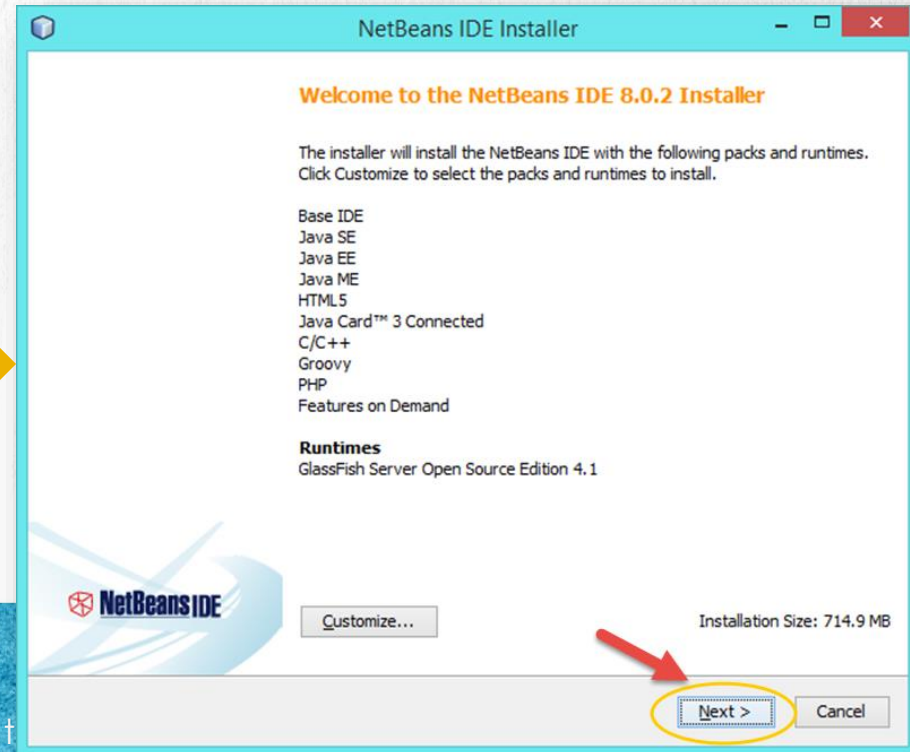 NetBeans IDE Installer
Welcome to the NetBeans IDE 8.0.2 Installer
The installer will install the NetBeans IDE with the following packs and runtimes.
Click Customize to select the packs and runtimes to install.
Base IDE
Java SE
Java EE
Java ME
HTML5
Java Card™ 3 Connected
C/C++
Groovy
PHP
Features on Demand
Runtimes
GlassFish Server Open Source Edition 4.1
NetBeans IDE
Customize...
Installation Size: 714.9 MB
Next >
Cancel